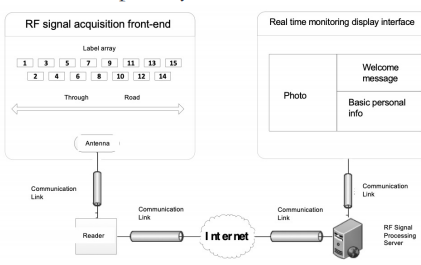 RF signal acquisition front-end
Label array
1 3 5 7 9 11 13 15
2 4 6 8 10 12 14
Through Road
Antenna
Real time monitoring display interface
Photo
Welcome
message
Basic personal
info
Communication
Link
Communication
Link
Communication
Link
Communication
Link
Reader
Internet
RF Signal
Processing
Server